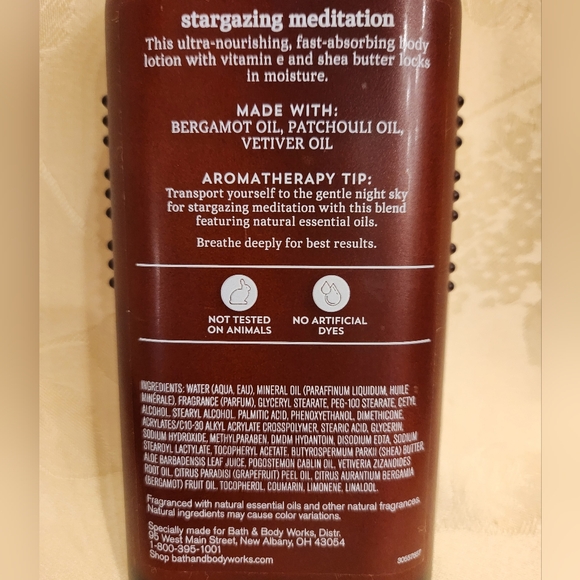 stargazing meditation
This ultra-nourishing, fast-absorbing body
lotion with vitamin e and shea butter locks
in moisture.
MADE WITH:
BERGAMOT OIL, PATCHOULI OIL,
VETIVER OIL
AROMATHERAPY TIP:
Transport yourself to the gentle night sky
for stargazing meditation with this blend
featuring natural essential oils.
Breathe deeply for best results.
NOT TESTED
ON ANIMALS
NO ARTIFICIAL
DYES
INGREDIENTS: WATER (AQUA, EAU), MINERAL OIL (PARAFFINUM LIQUIDUM, HUILE
MINÉRALE), FRAGRANCE (PARFUM), GLYCERYL STEARATE, PEG-100 STEARATE, CETYL
ALCOHOL, STEARYL ALCOHOL, PALMITIC ACID, PHENOXYETHANOL, DIMETHICONE,
ACRYLATES/C10-30 ALKYL ACRYLATE CROSSPOLYMER, STEARIC ACID, GLYCERIN,
SODIUM HYDROXIDE, METHYLPARABEN, DMDM HYDANTOIN, DISODIUM EDTA, SODIUM
STEAROYL LACTYLATE, TOCOPHERYL ACETATE, BUTYROSPERMUM PARKII (SHEA) BUTTER,
ALOE BARBADENSIS LEAF JUICE, POGOSTEMON CABLIN OIL, VETIVERIA ZIZANOIDES
ROOT OIL, CITRUS PARADISI (GRAPEFRUIT) PEEL OIL, CITRUS AURANTIUM BERGAMIA
(BERGAMOT) FRUIT OIL, TOCOPHEROL, COUMARIN, LIMONENE, LINALOOL.
Fragranced with natural essential oils and other natural fragrances.
Natural ingredients may cause color variations.
Specially made for Bath & Body Works, Distr.
95 West Main Street, New Albany, OH 43054
1-800-395-1001
Shop bathandbodyworks.com